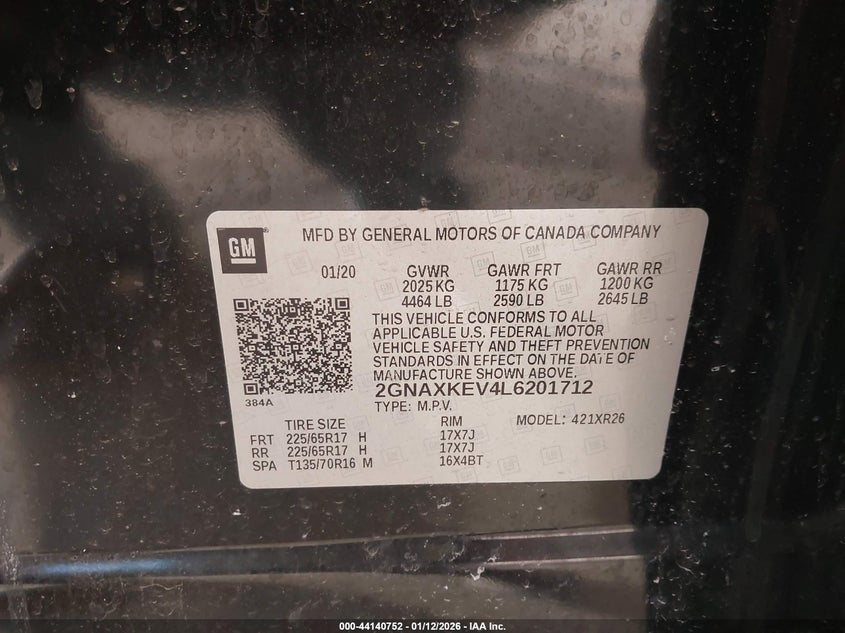 GM
MFD BY GENERAL MOTORS OF CANADA COMPANY
01/20 GVWR GAWR FRT GAWR RR
2025 KG 1175 KG 1200 KG
4464 LB 2590 LB 2645 LB
THIS VEHICLE CONFORMS TO ALL
APPLICABLE U.S. FEDERAL MOTOR
VEHICLE SAFETY AND THEFT PREVENTION
STANDARDS IN EFFECT ON THE DATE OF
MANUFACTURE SHOWN ABOVE.
2GNAXKEV4L6201712
384A
TYPE: M.P.V.
TIRE SIZE RIM MODEL: 421XR26
FRT 225/65R17 H 17X7J
RR 225/65R17 H 17X7J
SPA T135/70R16 M 16X4BT
000-44140752 - 01/12/2026 - IAA Inc.